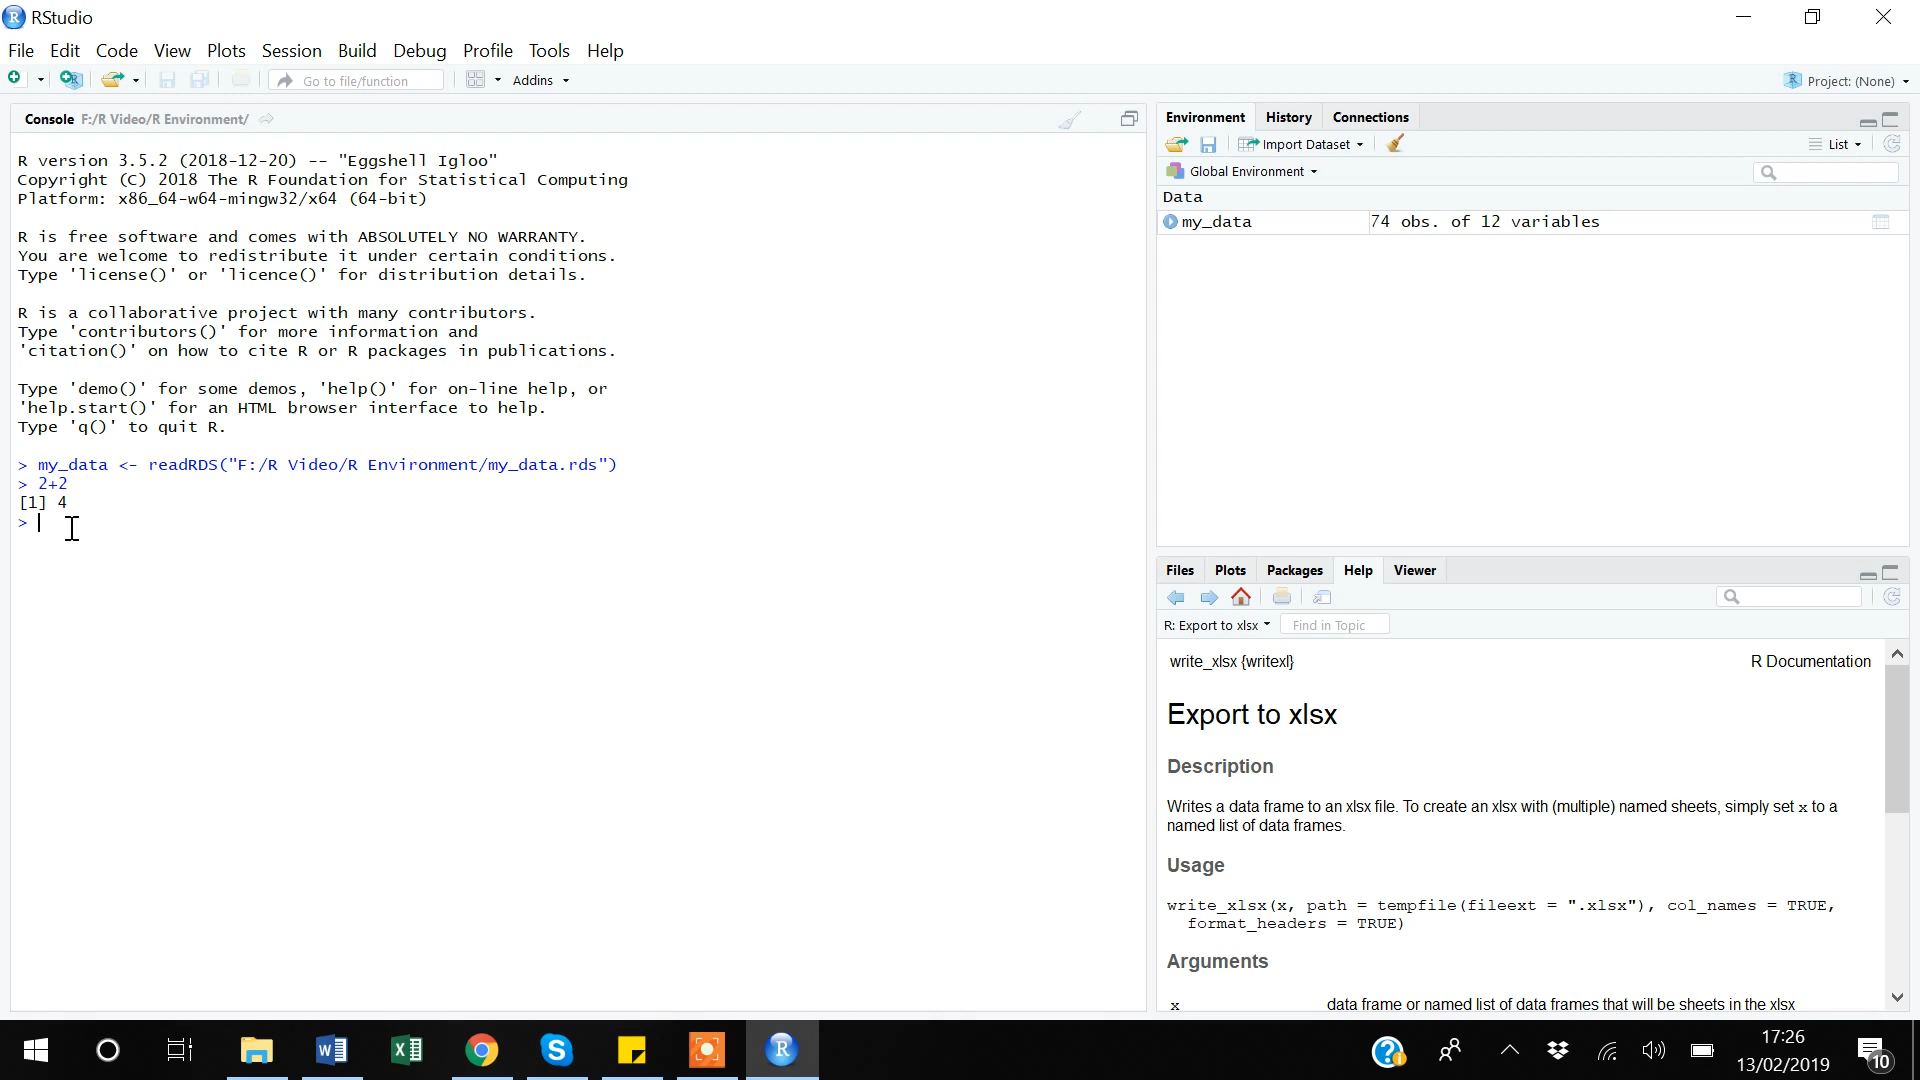 RStudio
File Edit Code View Plots Session Build Debug Profile Tools Help
Go to file/function Addins Project: (None)
Console F:/R Video/R Environment/
R version 3.5.2 (2018-12-20) -- "Eggshell Igloo"
Copyright (C) 2018 The R Foundation for Statistical Computing
Platform: x86_64-w64-mingw32/x64 (64-bit)
R is free software and comes with ABSOLUTELY NO WARRANTY.
You are welcome to redistribute it under certain conditions.
Type 'license()' or 'licence()' for distribution details.
R is a collaborative project with many contributors.
Type 'contributors()' for more information and
'citation()' on how to cite R or R packages in publications.
Type 'demo()' for some demos, 'help()' for on-line help, or
'help.start()' for an HTML browser interface to help.
Type 'q()' to quit R.
> my_data <- readRDS("F:/R Video/R Environment/my_data.rds")
> 2+2
[1] 4
>
Environment History Connections
Import Dataset List
Global Environment
Data
my_data 74 obs. of 12 variables
Files Plots Packages Help Viewer
R: Export to xlsx Find in Topic
write_xlsx {writexl} R Documentation
Export to xlsx
Description
Writes a data frame to an xlsx file. To create an xlsx with (multiple) named sheets, simply set x to a
named list of data frames.
Usage
write_xlsx(x, path = tempfile(fileext = ".xlsx"), col_names = TRUE,
format_headers = TRUE)
Arguments
x data frame or named list of data frames that will be sheets in the xlsx
17:26
13/02/2019
10